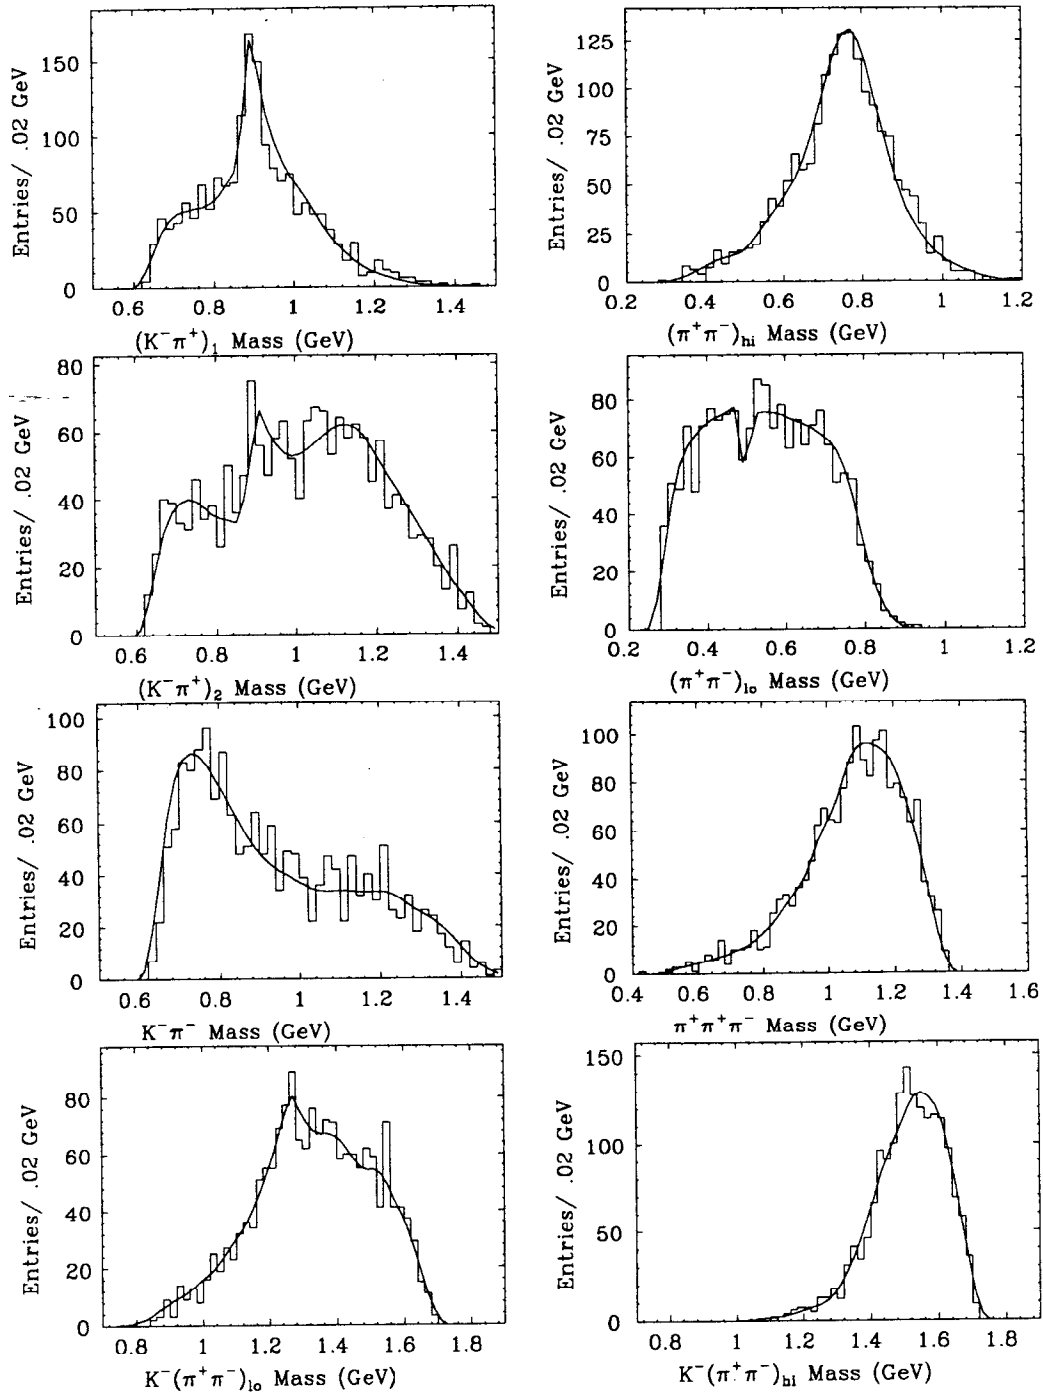 Entries/ .02 GeV
150
100
50
0
0.6 0.8 1 1.2 1.4
(K⁻π⁺)₁ Mass (GeV)
Entries/ .02 GeV
125
100
75
50
25
0
0.2 0.4 0.6 0.8 1 1.2
(π⁺π⁻)hi Mass (GeV)
Entries/ .02 GeV
80
60
40
20
0
0.6 0.8 1 1.2 1.4
(K⁻π⁺)₂ Mass (GeV)
Entries/ .02 GeV
80
60
40
20
0
0.2 0.4 0.6 0.8 1 1.2
(π⁺π⁻)lo Mass (GeV)
Entries/ .02 GeV
100
80
60
40
20
0
0.6 0.8 1 1.2 1.4
K⁻π⁻ Mass (GeV)
Entries/ .02 GeV
100
80
60
40
20
0
0.4 0.6 0.8 1 1.2 1.4 1.6
π⁺π⁺π⁻ Mass (GeV)
Entries/ .02 GeV
80
60
40
20
0
0.8 1 1.2 1.4 1.6 1.8
K⁻(π⁺π⁻)lo Mass (GeV)
Entries/ .02 GeV
150
100
50
0
0.8 1 1.2 1.4 1.6 1.8
K⁻(π⁺π⁻)hi Mass (GeV)